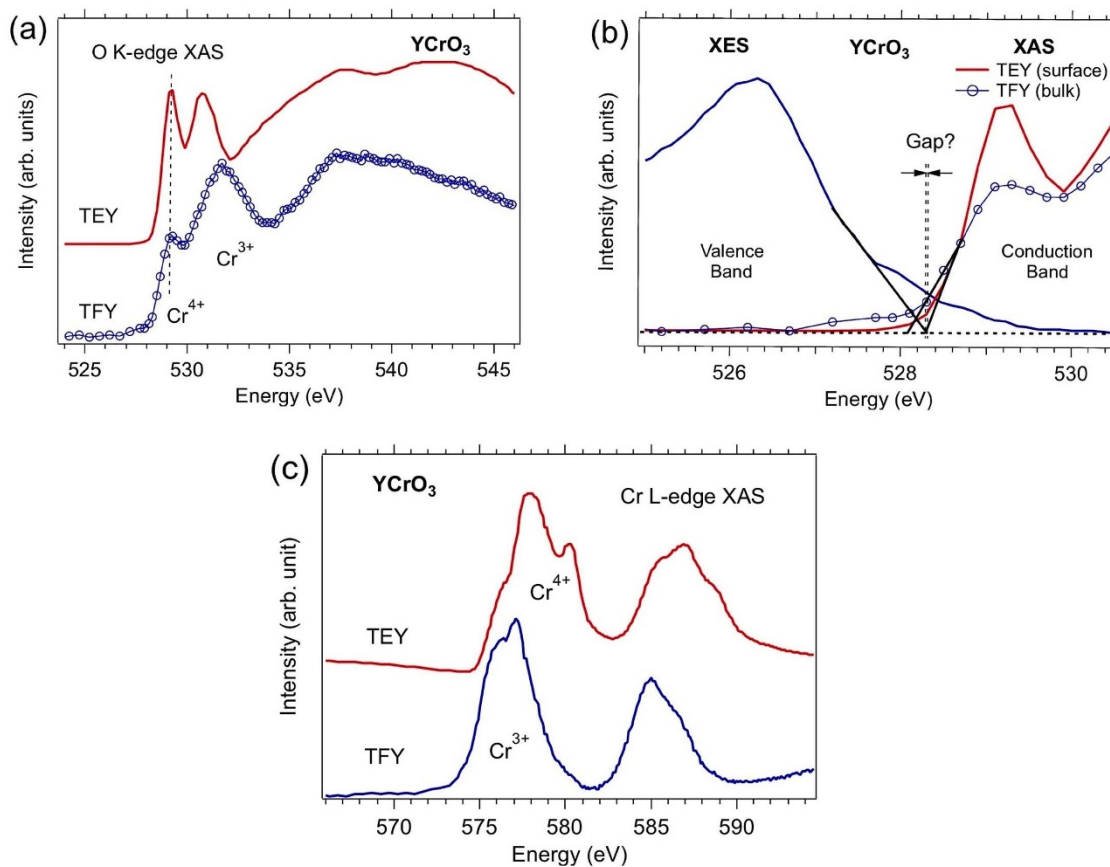 (a)
O K-edge XAS
YCrO₃
Intensity (arb. units)
TEY
TFY
Cr³⁺
Cr⁴⁺
525
530
535
540
545
Energy (eV)
(b)
XES
YCrO₃
XAS
TEY (surface)
TFY (bulk)
Gap?
Intensity (arb. units)
Valence
Band
Conduction
Band
526
528
530
Energy (eV)
(c)
YCrO₃
Cr L-edge XAS
Intensity (arb. unit)
Cr⁴⁺
TEY
Cr³⁺
TFY
570
575
580
585
590
Energy (eV)